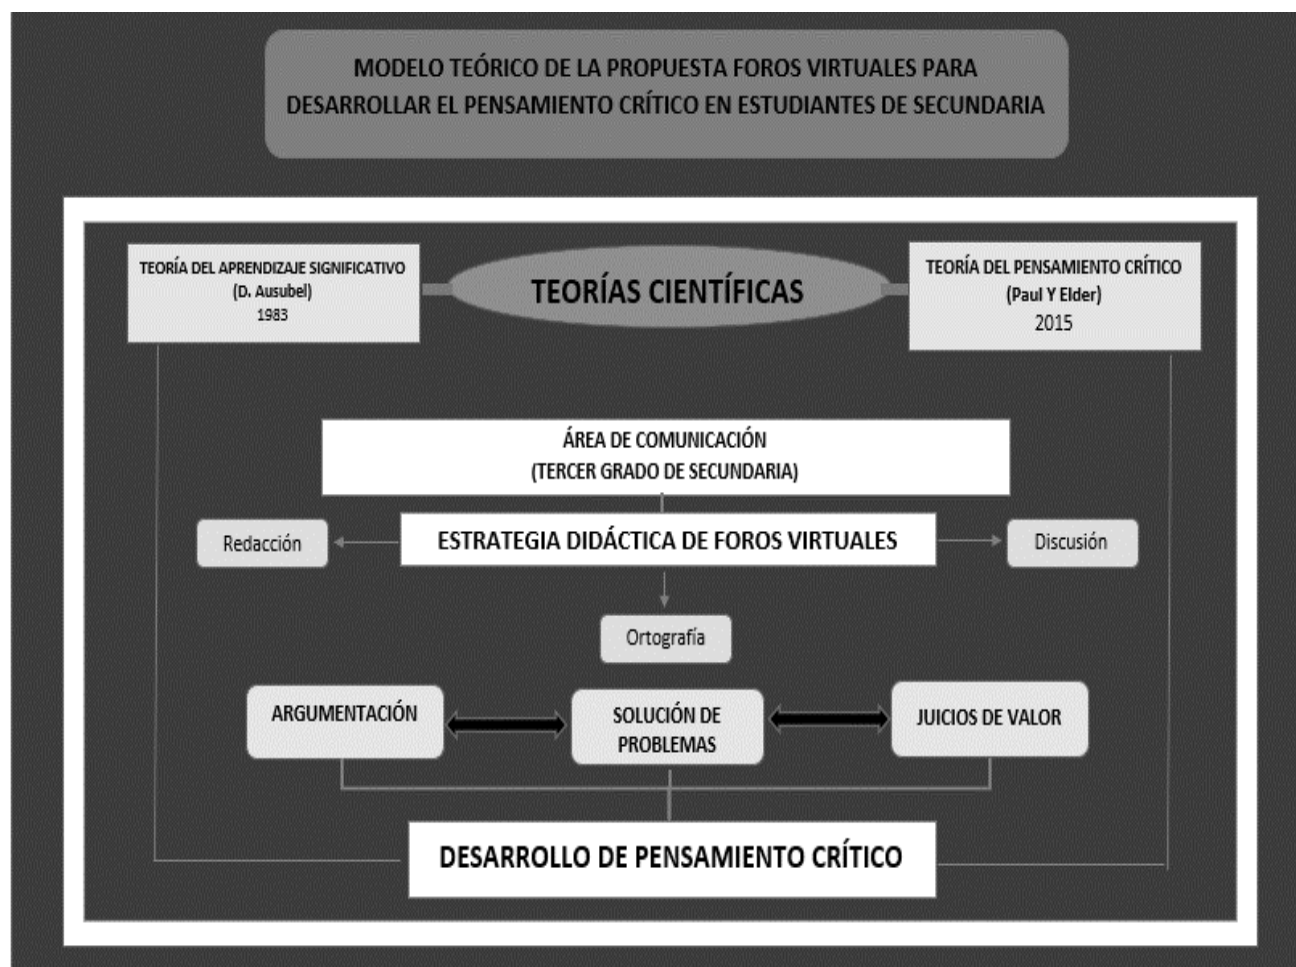 MODELO TEÓRICO DE LA PROPUESTA FOROS VIRTUALES PARA
DESARROLLAR EL PENSAMIENTO CRÍTICO EN ESTUDIANTES DE SECUNDARIA
TEORÍA DEL APRENDIZAJE SIGNIFICATIVO
(D. Ausubel)
1983
TEORÍAS CIENTÍFICAS
TEORÍA DEL PENSAMIENTO CRÍTICO
(Paul Y Elder)
2015
ÁREA DE COMUNICACIÓN
(TERCER GRADO DE SECUNDARIA)
Redacción
ESTRATEGIA DIDÁCTICA DE FOROS VIRTUALES
Discusión
Ortografía
ARGUMENTACIÓN
SOLUCIÓN DE
PROBLEMAS
JUICIOS DE VALOR
DESARROLLO DE PENSAMIENTO CRÍTICO